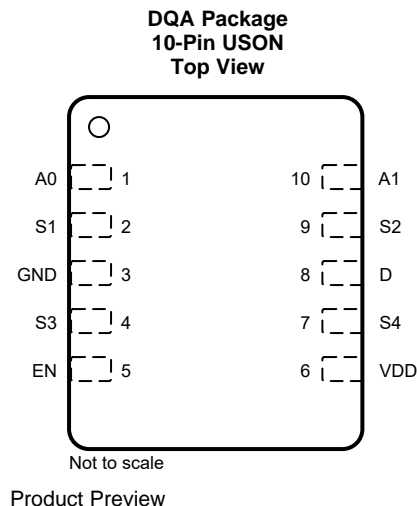 DQA Package
10-Pin USON
Top View
A0 1 10 A1
S1 2 9 S2
GND 3 8 D
S3 4 7 S4
EN 5 6 VDD
Not to scale
Product Preview